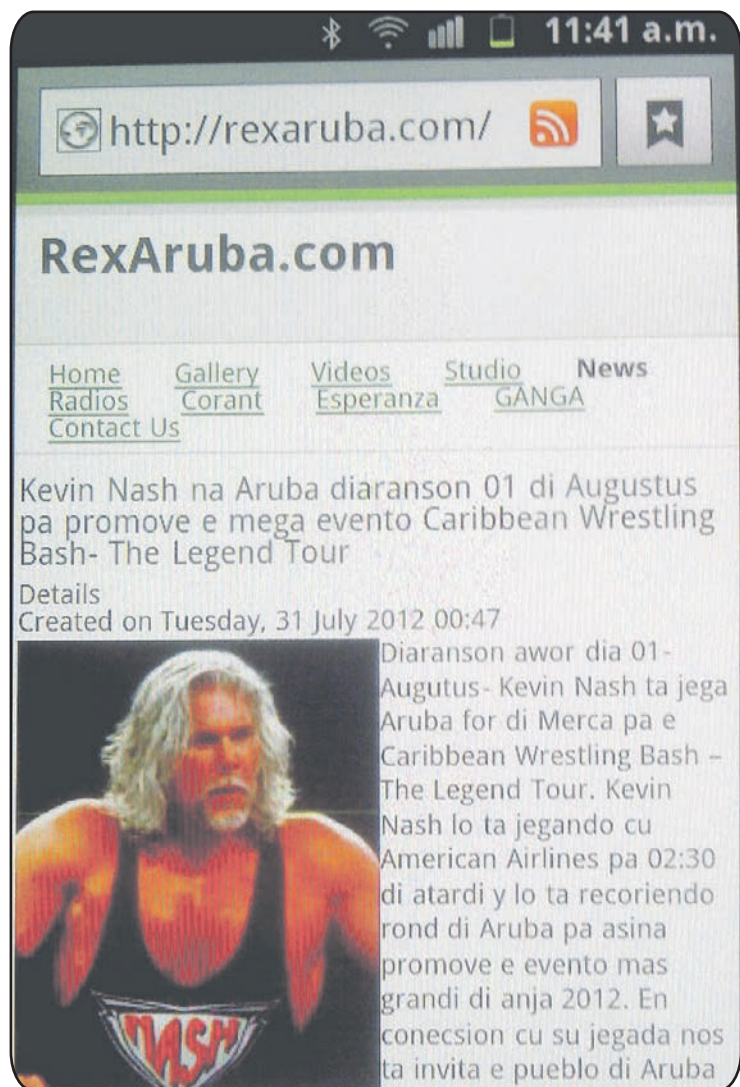 11:41 a.m.
http://rexaruba.com/
RexAruba.com
Home Gallery Videos Studio News
Radios Corant Esperanza GANGA
Contact Us
Kevin Nash na Aruba diaranson 01 di Augustus
pa promove e mega evento Caribbean Wrestling
Bash- The Legend Tour
Details
Created on Tuesday, 31 July 2012 00:47
Diaranson awor dia 01-
Augutus- Kevin Nash ta jega
Aruba for di Merca pa e
Caribbean Wrestling Bash –
The Legend Tour. Kevin
Nash lo ta jegando cu
American Airlines pa 02:30
di atardi y lo ta recoriendo
rond di Aruba pa asina
promove e evento mas
grandi di anja 2012. En
conecsion cu su jegada nos
ta invita e pueblo di Aruba
NASH